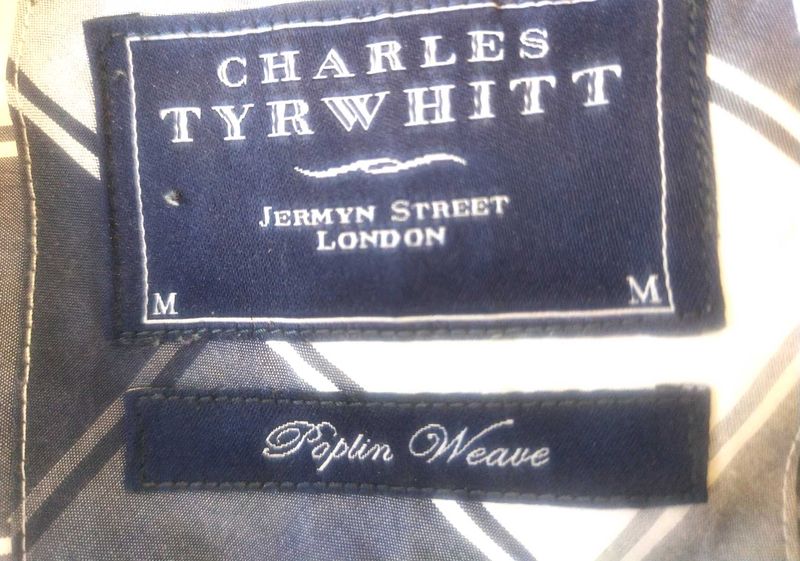 CHARLES
TYRWHITT
JERMYN STREET
LONDON
M M
Poplin Weave